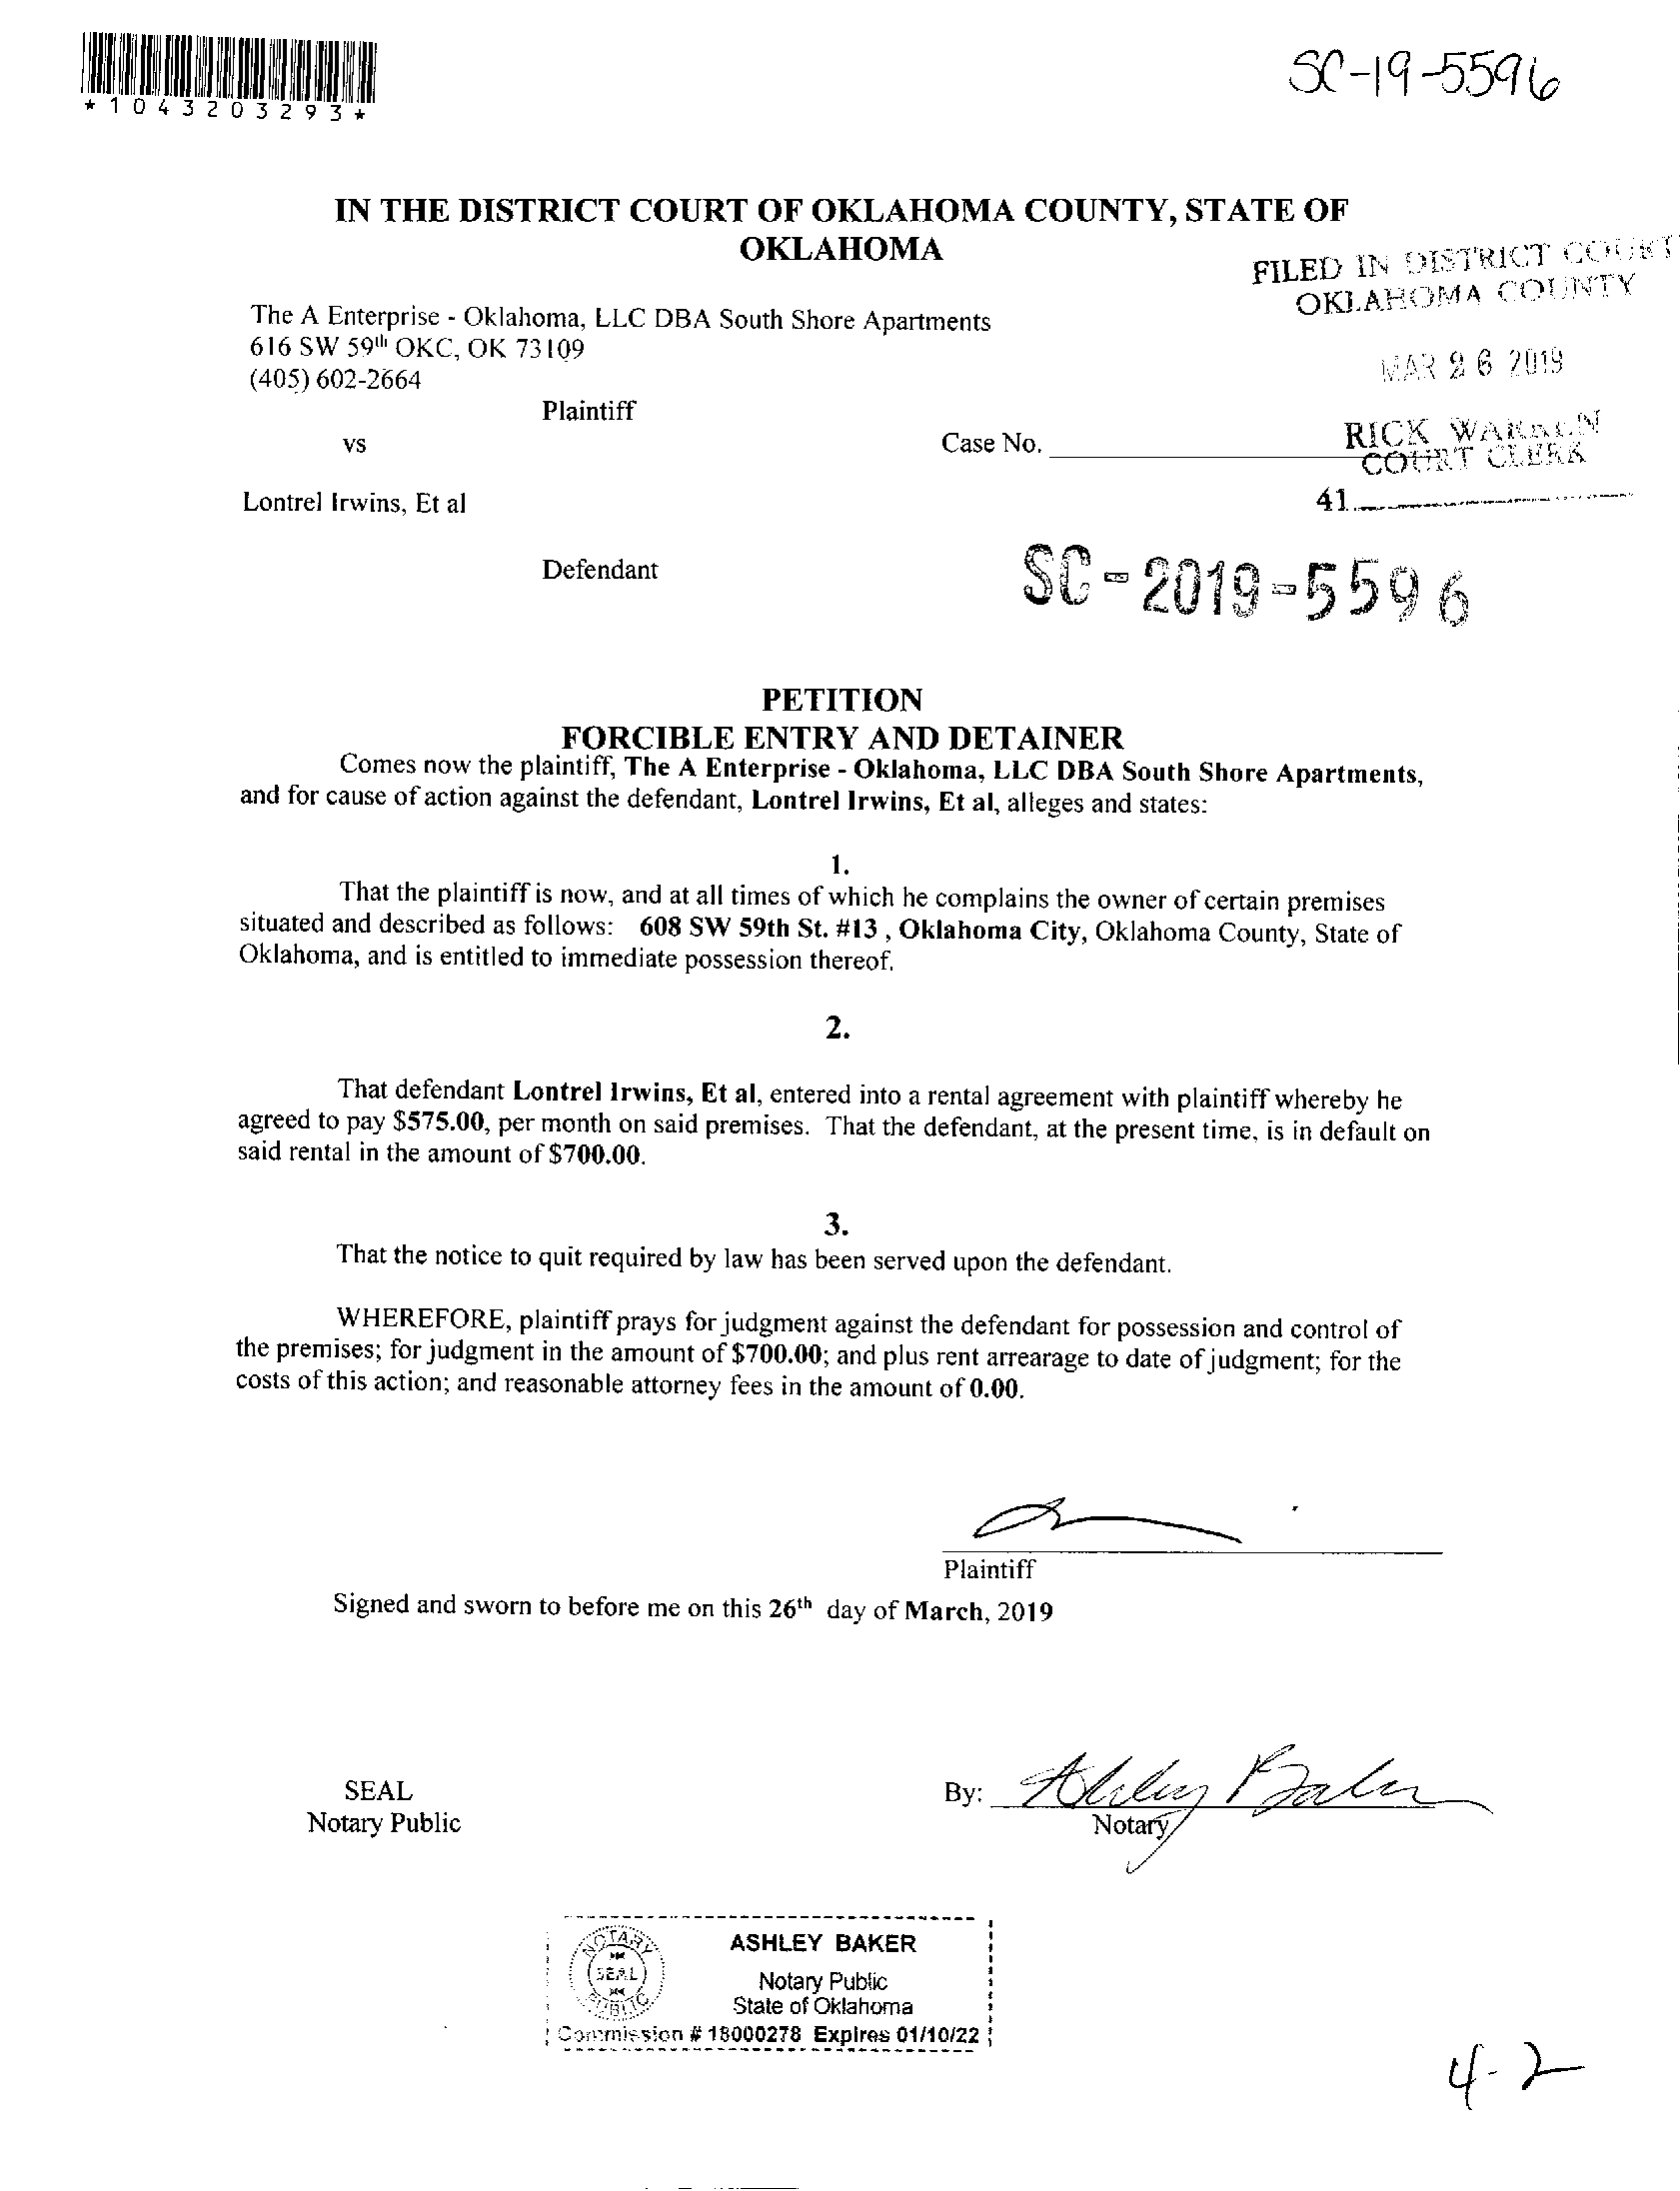 *1043203293*
SC-19-5596
IN THE DISTRICT COURT OF OKLAHOMA COUNTY, STATE OF
OKLAHOMA
FILED IN DISTRICT COURT
OKLAHOMA COUNTY
The A Enterprise - Oklahoma, LLC DBA South Shore Apartments
616 SW 59th OKC, OK 73109
(405) 602-2664
MAR 26 2019
Plaintiff
vs
Case No.
RICK WARREN
COURT CLERK
41
Lontrel Irwins, Et al
Defendant
SC-2019-5596
PETITION
FORCIBLE ENTRY AND DETAINER
Comes now the plaintiff, The A Enterprise - Oklahoma, LLC DBA South Shore Apartments,
and for cause of action against the defendant, Lontrel Irwins, Et al, alleges and states:
1.
That the plaintiff is now, and at all times of which he complains the owner of certain premises
situated and described as follows: 608 SW 59th St. #13 , Oklahoma City, Oklahoma County, State of
Oklahoma, and is entitled to immediate possession thereof.
2.
That defendant Lontrel Irwins, Et al, entered into a rental agreement with plaintiff whereby he
agreed to pay $575.00, per month on said premises. That the defendant, at the present time, is in default on
said rental in the amount of $700.00.
3.
That the notice to quit required by law has been served upon the defendant.
WHEREFORE, plaintiff prays for judgment against the defendant for possession and control of
the premises; for judgment in the amount of $700.00; and plus rent arrearage to date of judgment; for the
costs of this action; and reasonable attorney fees in the amount of 0.00.
Plaintiff
Signed and sworn to before me on this 26th day of March, 2019
SEAL
Notary Public
By: Ashley Baker
Notary
NOTARY
SEAL
PUBLIC
ASHLEY BAKER
Notary Public
State of Oklahoma
Commission # 18000278 Expires 01/10/22
4-2